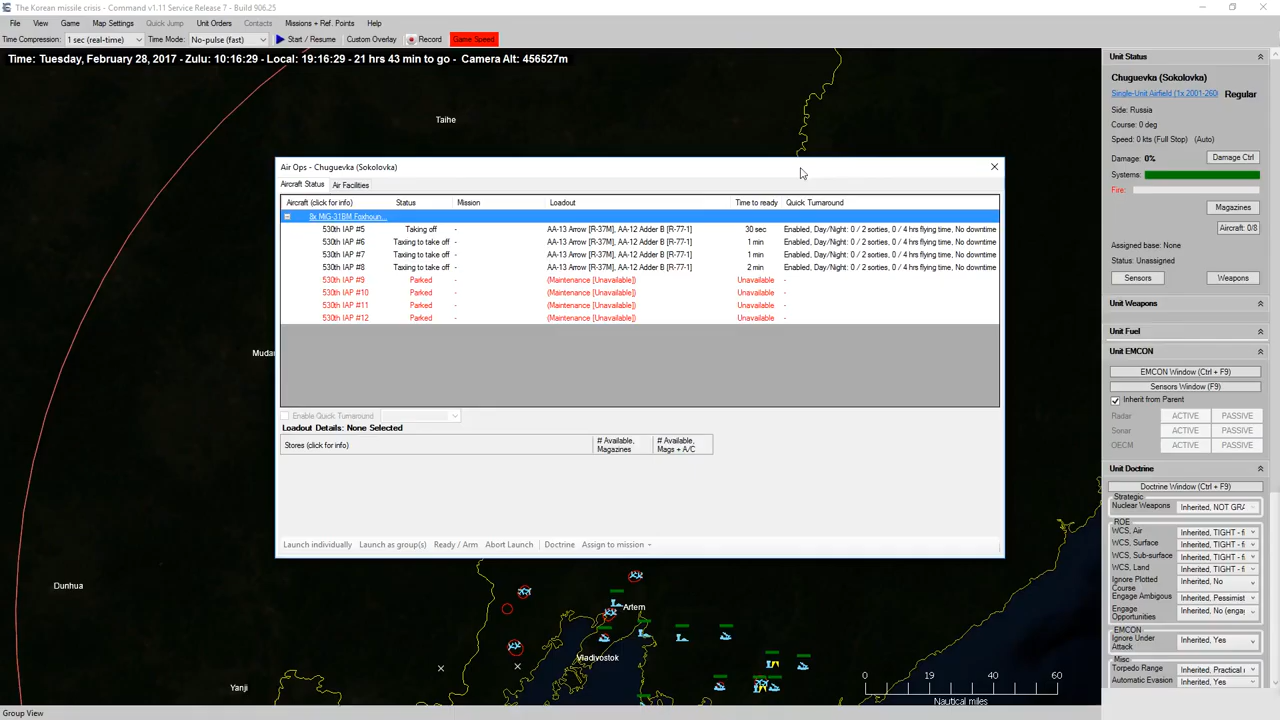 The Korean missile crisis - Command v1.11 Service Release 7 - Build 906.25
File View Game Map Settings Quick Jump Unit Orders Contacts Missions + Ref. Points Help
Time Compression: 1 sec (real-time) Time Mode: No-pulse (fast) Start / Resume Custom Overlay Record Game Speed
Time: Tuesday, February 28, 2017 - Zulu: 10:16:29 - Local: 19:16:29 - 21 hrs 43 min to go - Camera Alt: 456527m
Taihe
Air Ops - Chuguevka (Sokolovka)
Aircraft Status Air Facilities
Aircraft (click for info) Status Mission Loadout Time to ready Quick Turnaround
8x MiG-31BM Foxhoun...
530th IAP #5 Taking off - AA-13 Arrow [R-37M], AA-12 Adder B [R-77-1] 30 sec Enabled, Day/Night: 0 / 2 sorties, 0 / 4 hrs flying time, No downtime
530th IAP #6 Taxiing to take off - AA-13 Arrow [R-37M], AA-12 Adder B [R-77-1] 1 min Enabled, Day/Night: 0 / 2 sorties, 0 / 4 hrs flying time, No downtime
530th IAP #7 Taxiing to take off - AA-13 Arrow [R-37M], AA-12 Adder B [R-77-1] 1 min Enabled, Day/Night: 0 / 2 sorties, 0 / 4 hrs flying time, No downtime
530th IAP #8 Taxiing to take off - AA-13 Arrow [R-37M], AA-12 Adder B [R-77-1] 2 min Enabled, Day/Night: 0 / 2 sorties, 0 / 4 hrs flying time, No downtime
530th IAP #9 Parked - (Maintenance [Unavailable]) Unavailable -
530th IAP #10 Parked - (Maintenance [Unavailable]) Unavailable -
530th IAP #11 Parked - (Maintenance [Unavailable]) Unavailable -
530th IAP #12 Parked - (Maintenance [Unavailable]) Unavailable -
Mudan
Enable Quick Turnaround
Loadout Details: None Selected
Stores (click for info) # Available, Magazines # Available, Mags + A/C
Launch individually Launch as group(s) Ready / Arm Abort Launch Doctrine Assign to mission
Dunhua
Artem
Vladivostok
Yanji
0 19 39 60
Nautical miles
Group View
Unit Status
Chuguevka (Sokolovka)
Single-Unit Airfield (1x 2001-260 Regular
Side: Russia
Course: 0 deg
Speed: 0 kts (Full Stop) (Auto)
Damage: 0% Damage Ctrl
Systems:
Fire:
Magazines
Aircraft: 0/8
Assigned base: None
Status: Unassigned
Sensors Weapons
Unit Weapons
Unit Fuel
Unit EMCON
EMCON Window (Ctrl + F9)
Sensors Window (F9)
Inherit from Parent
Radar ACTIVE PASSIVE
Sonar ACTIVE PASSIVE
OECM ACTIVE PASSIVE
Unit Doctrine
Doctrine Window (Ctrl + F9)
Strategic
Nuclear Weapons Inherited, NOT GRA
ROE
WCS, Air Inherited, TIGHT - f
WCS, Surface Inherited, TIGHT - f
WCS, Sub-surface Inherited, TIGHT - f
WCS, Land Inherited, TIGHT - f
Ignore Plotted Course Inherited, No
Engage Ambiguous Inherited, Pessimist
Engage Opportunities Inherited, No (enga
EMCON
Ignore Under Attack Inherited, Yes
Misc
Torpedo Range Inherited, Practical
Automatic Evasion Inherited, Yes